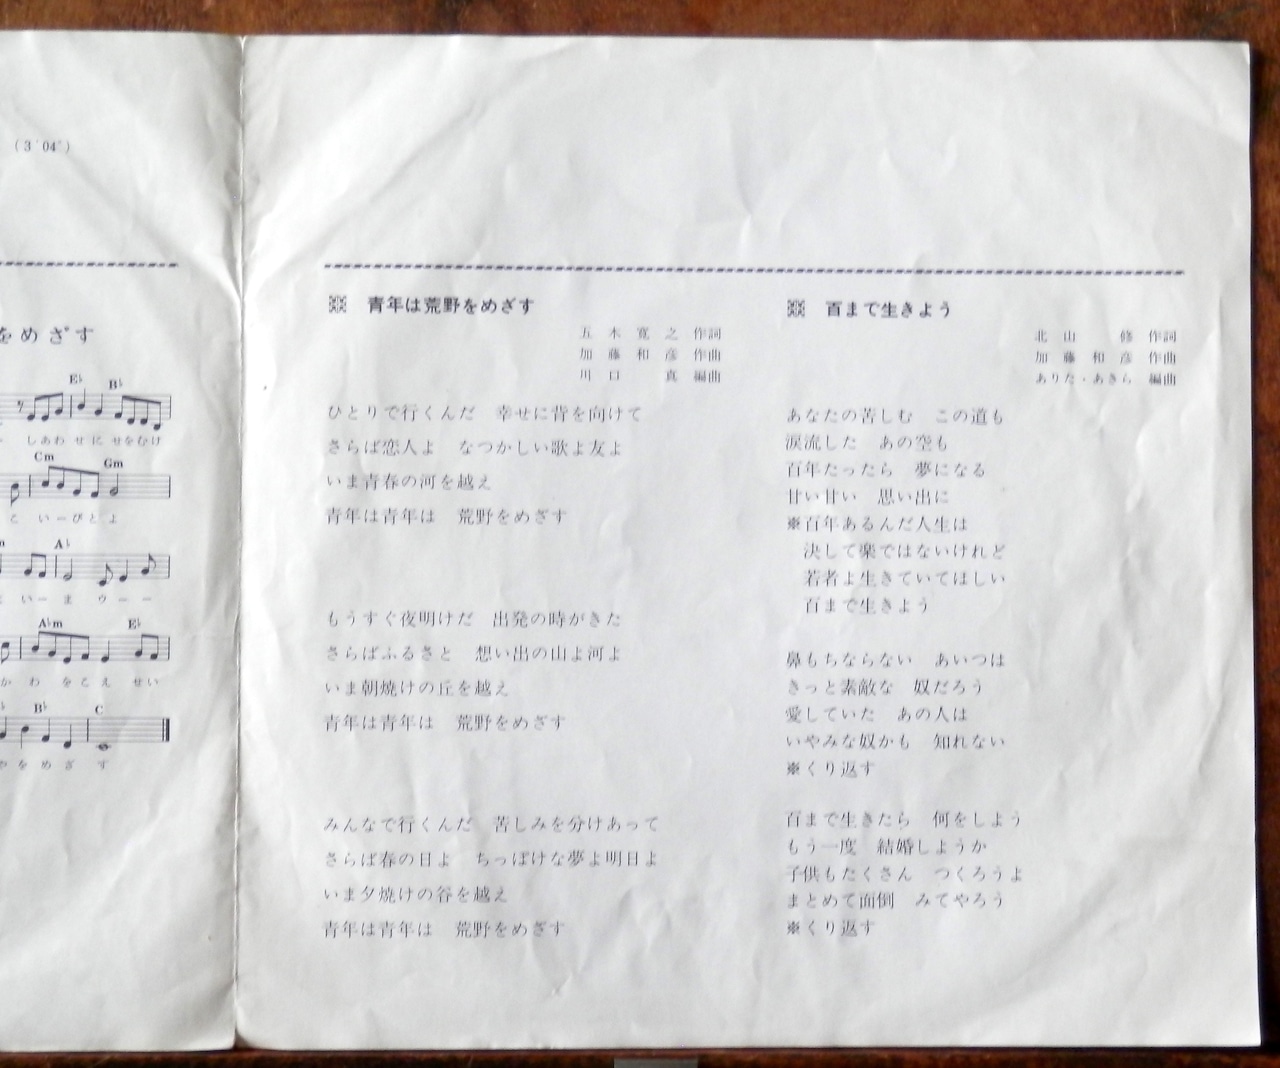 (3′04″)
をめざす
E♭ B♭
しあわ せに せをむけ
Cm Gm
こ いーびとよ
A♭
いー ま ウ ー ー
A♭m E♭
か わ をこえ せい
B♭ C
やをめざ す
青年は荒野をめざす
五木寛之 作詞
加藤和彦 作曲
川口 真 編曲
ひとりで行くんだ 幸せに背を向けて
さらば恋人よ なつかしい歌よ友よ
いま青春の河を越え
青年は青年は 荒野をめざす
もうすぐ夜明けだ 出発の時がきた
さらばふるさと 想い出の山よ河よ
いま朝焼けの丘を越え
青年は青年は 荒野をめざす
みんなで行くんだ 苦しみを分けあって
さらば春の日よ ちっぽけな夢よ明日よ
いま夕焼けの谷を越え
青年は青年は 荒野をめざす
百まで生きよう
北山 修 作詞
加藤和彦 作曲
ありた・あきら 編曲
あなたの苦しむ この道も
涙流した あの空も
百年たったら 夢になる
甘い甘い 思い出に
※百年あるんだ人生は
決して楽ではないけれど
若者よ生きていてほしい
百まで生きよう
鼻もちならない あいつは
きっと素敵な 奴だろう
愛していた あの人は
いやみな奴かも 知れない
※くり返す
百まで生きたら 何をしよう
もう一度 結婚しようか
子供もたくさん つくろうよ
まとめて面倒 みてやろう
※くり返す